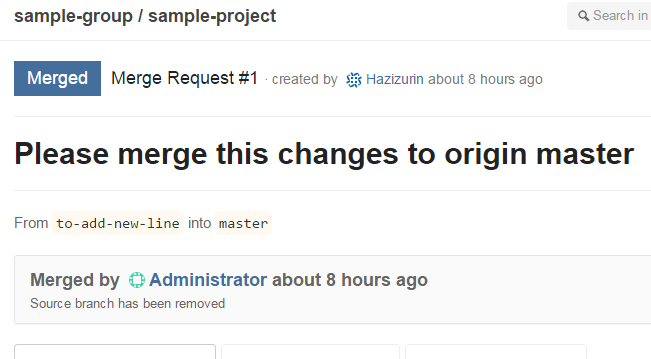 sample-group / sample-project
Search in
Merged Merge Request #1 · created by Hazizurin about 8 hours ago
Please merge this changes to origin master
From to-add-new-line into master
Merged by Administrator about 8 hours ago
Source branch has been removed